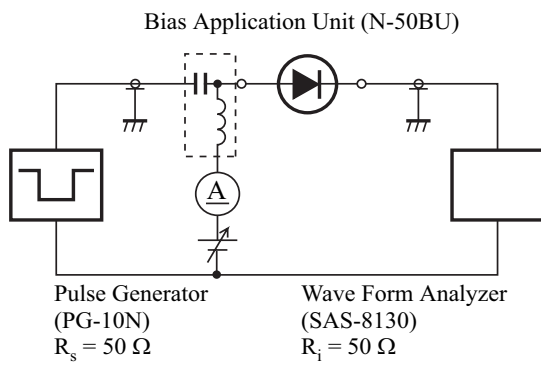 Bias Application Unit (N-50BU)
A
Pulse Generator
(PG-10N)
Rs = 50 Ω
Wave Form Analyzer
(SAS-8130)
Ri = 50 Ω